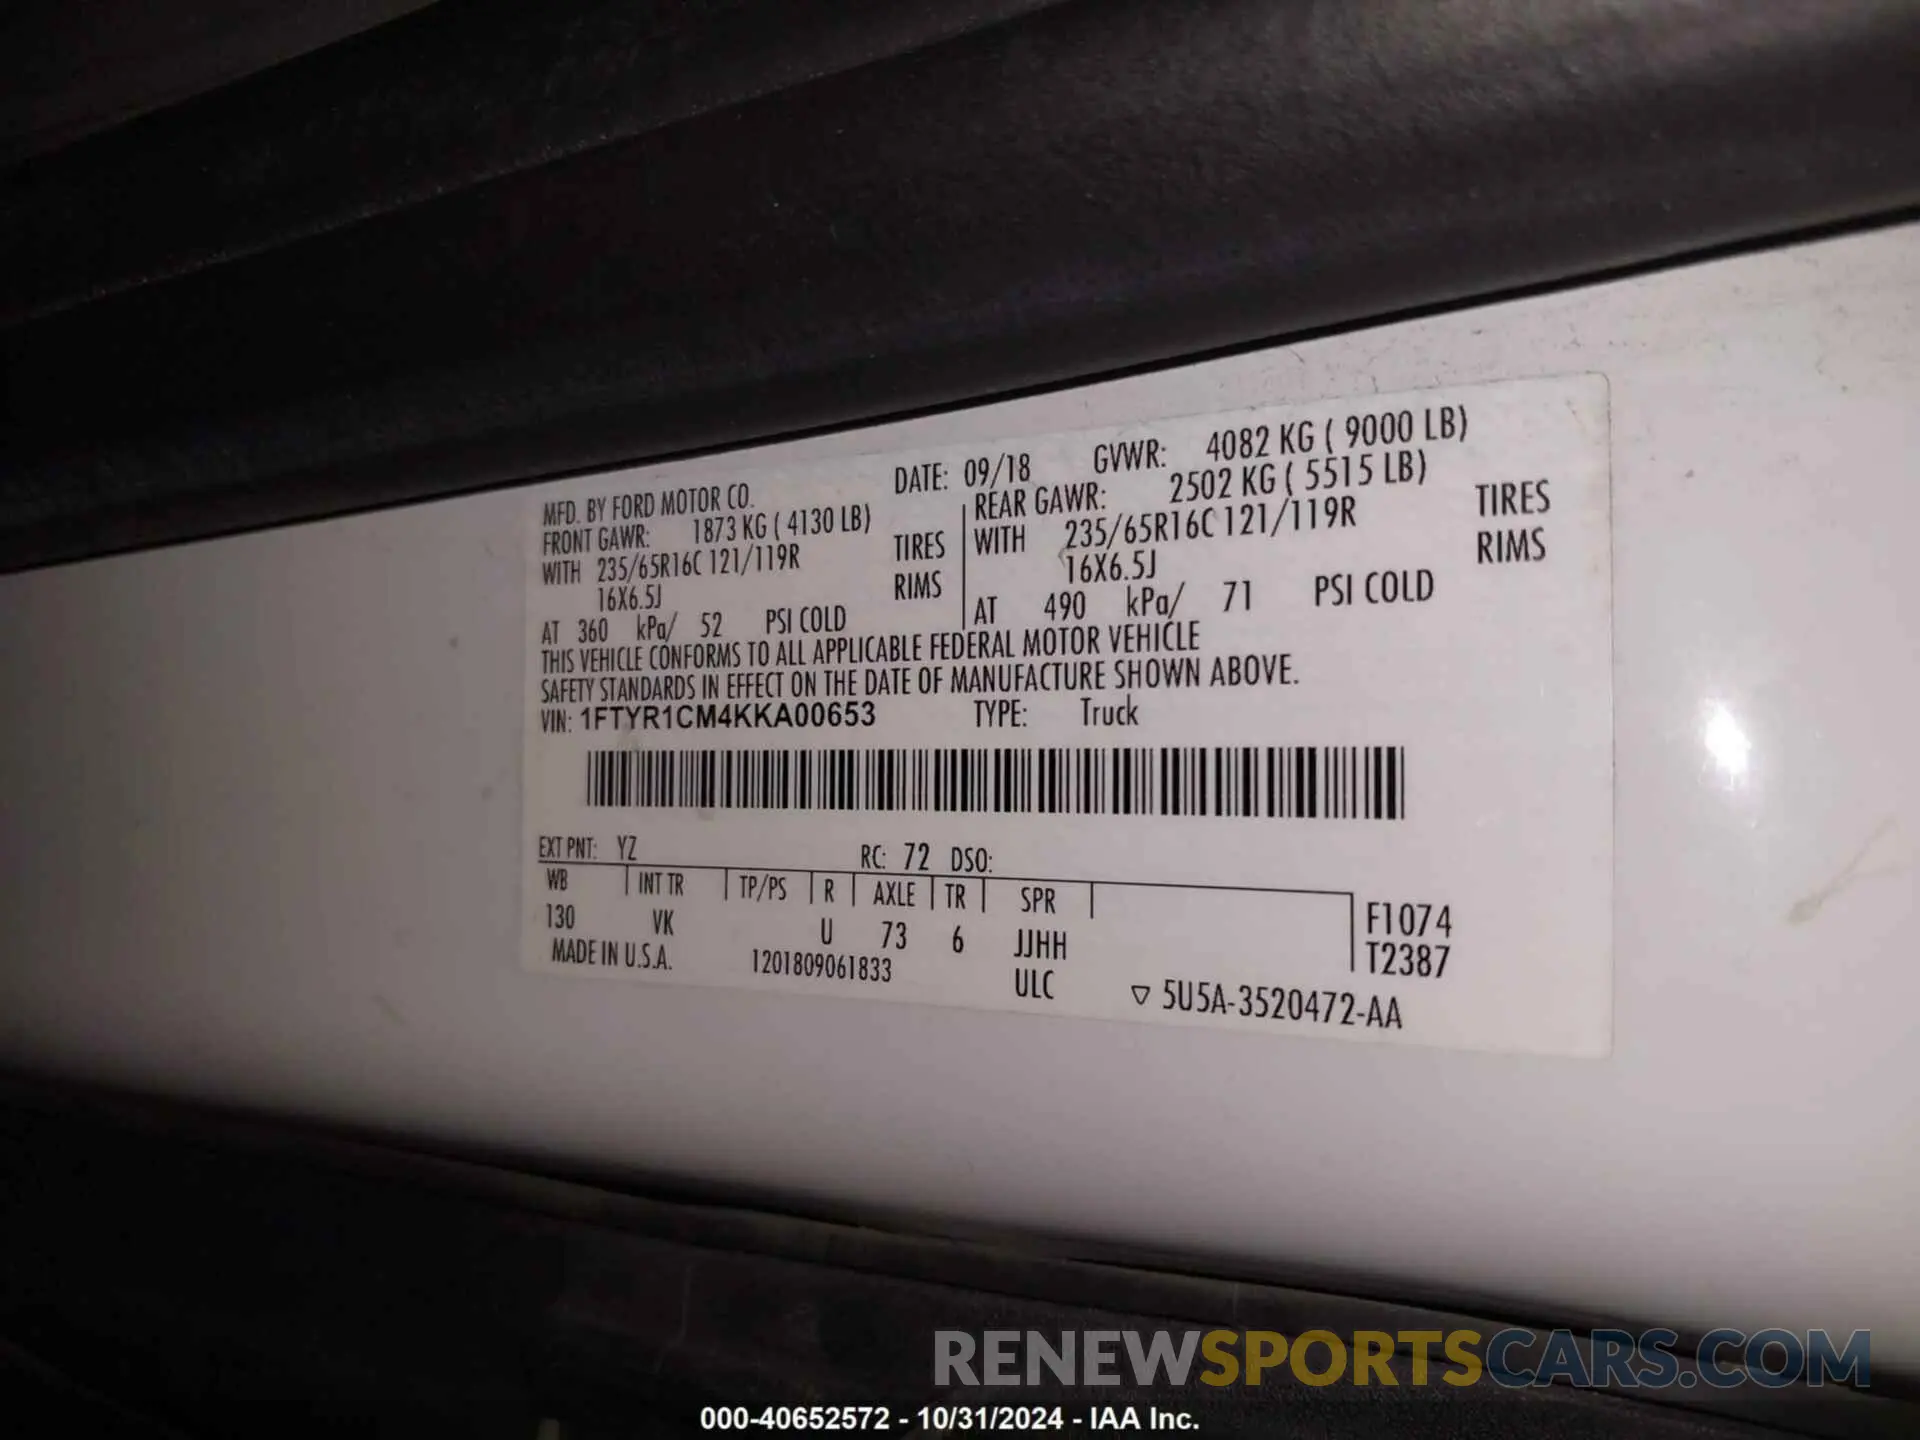 MFD. BY FORD MOTOR CO. DATE: 09/18 GVWR: 4082 KG ( 9000 LB)
FRONT GAWR: 1873 KG ( 4130 LB) REAR GAWR: 2502 KG ( 5515 LB)
WITH 235/65R16C 121/119R TIRES WITH 235/65R16C 121/119R TIRES
16X6.5J RIMS 16X6.5J RIMS
AT 360 kPa/ 52 PSI COLD AT 490 kPa/ 71 PSI COLD
THIS VEHICLE CONFORMS TO ALL APPLICABLE FEDERAL MOTOR VEHICLE
SAFETY STANDARDS IN EFFECT ON THE DATE OF MANUFACTURE SHOWN ABOVE.
VIN: 1FTYR1CM4KKA00653 TYPE: Truck
EXT PNT: YZ RC: 72 DSO:
WB INT TR TP/PS R AXLE TR SPR F1074
130 VK U 73 6 JJHH T2387
MADE IN U.S.A. 1201809061833 ULC ▽ 5U5A-3520472-AA
RENEWSPORTSCARS.COM
000-40652572 - 10/31/2024 - IAA Inc.